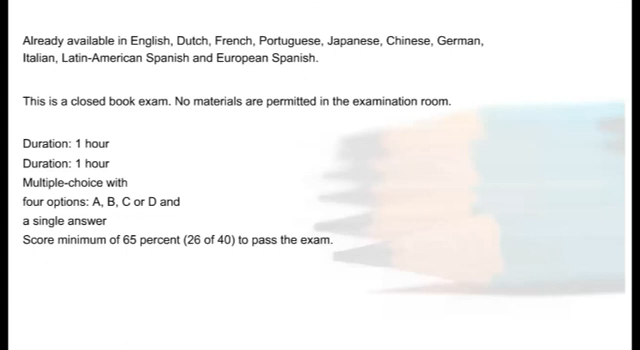 Already available in English, Dutch, French, Portuguese, Japanese, Chinese, German,
Italian, Latin-American Spanish and European Spanish.
This is a closed book exam. No materials are permitted in the examination room.
Duration: 1 hour
Duration: 1 hour
Multiple-choice with
four options: A, B, C or D and
a single answer
Score minimum of 65 percent (26 of 40) to pass the exam.